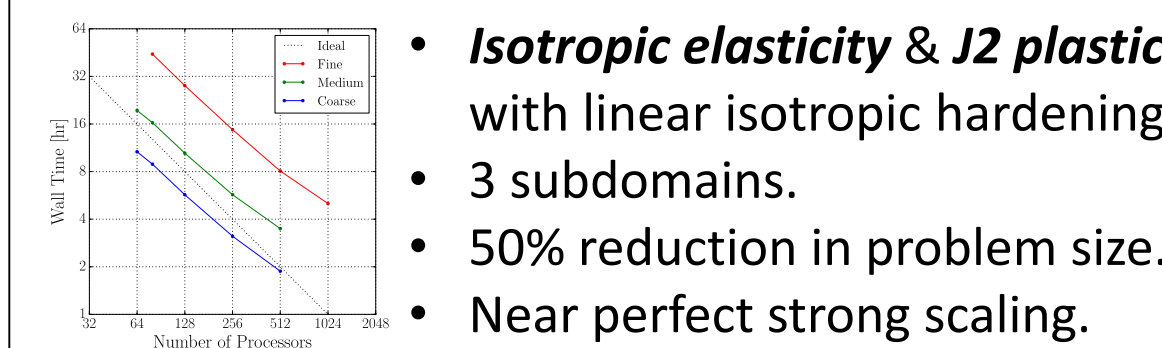 64
32
16
8
4
2
1
Wall Time [hr]
32 64 128 256 512 1024 2048
Number of Processors
Ideal
Fine
Medium
Coarse
• Isotropic elasticity & J2 plastic
with linear isotropic hardening
• 3 subdomains.
• 50% reduction in problem size.
• Near perfect strong scaling.